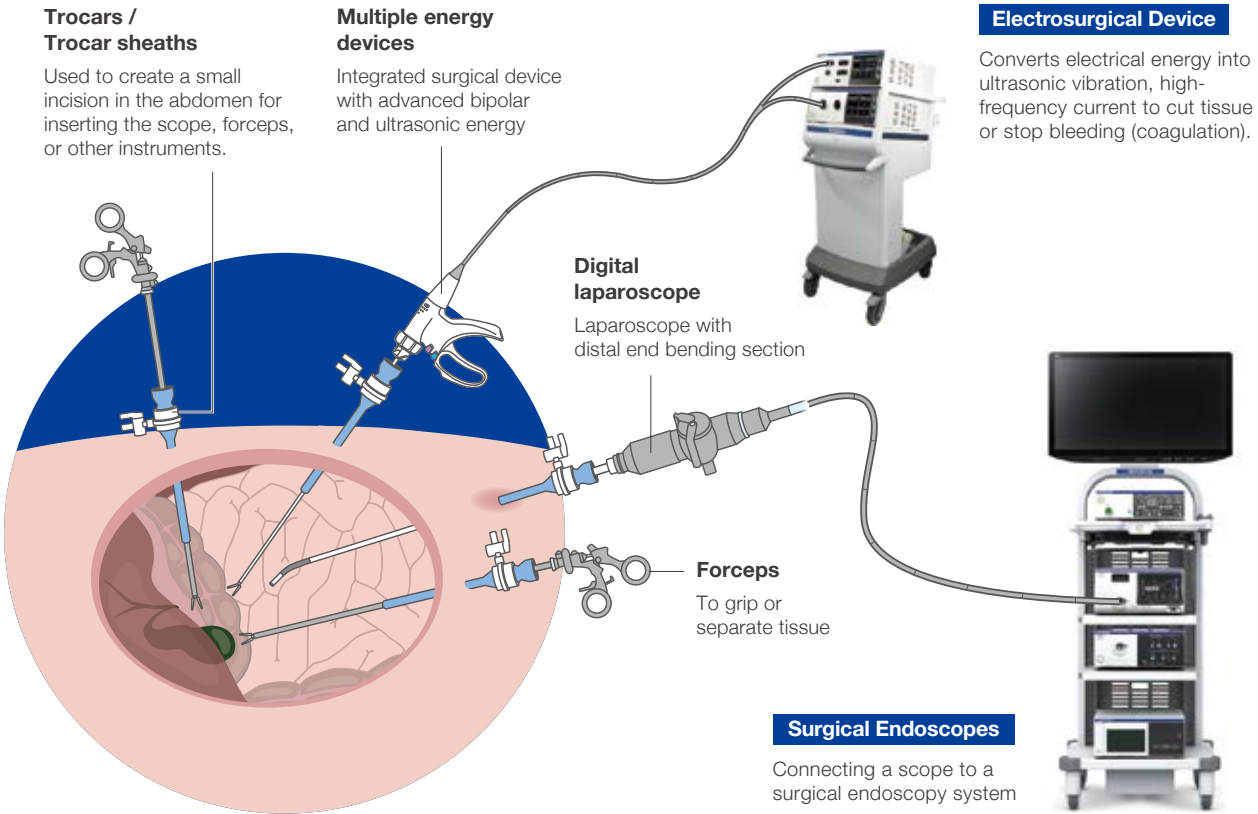 Trocars /
Trocar sheaths
Used to create a small
incision in the abdomen for
inserting the scope, forceps,
or other instruments.
Multiple energy
devices
Integrated surgical device
with advanced bipolar
and ultrasonic energy
Electrosurgical Device
Converts electrical energy into
ultrasonic vibration, high-
frequency current to cut tissue
or stop bleeding (coagulation).
Digital
laparoscope
Laparoscope with
distal end bending section
Forceps
To grip or
separate tissue
Surgical Endoscopes
Connecting a scope to a
surgical endoscopy system